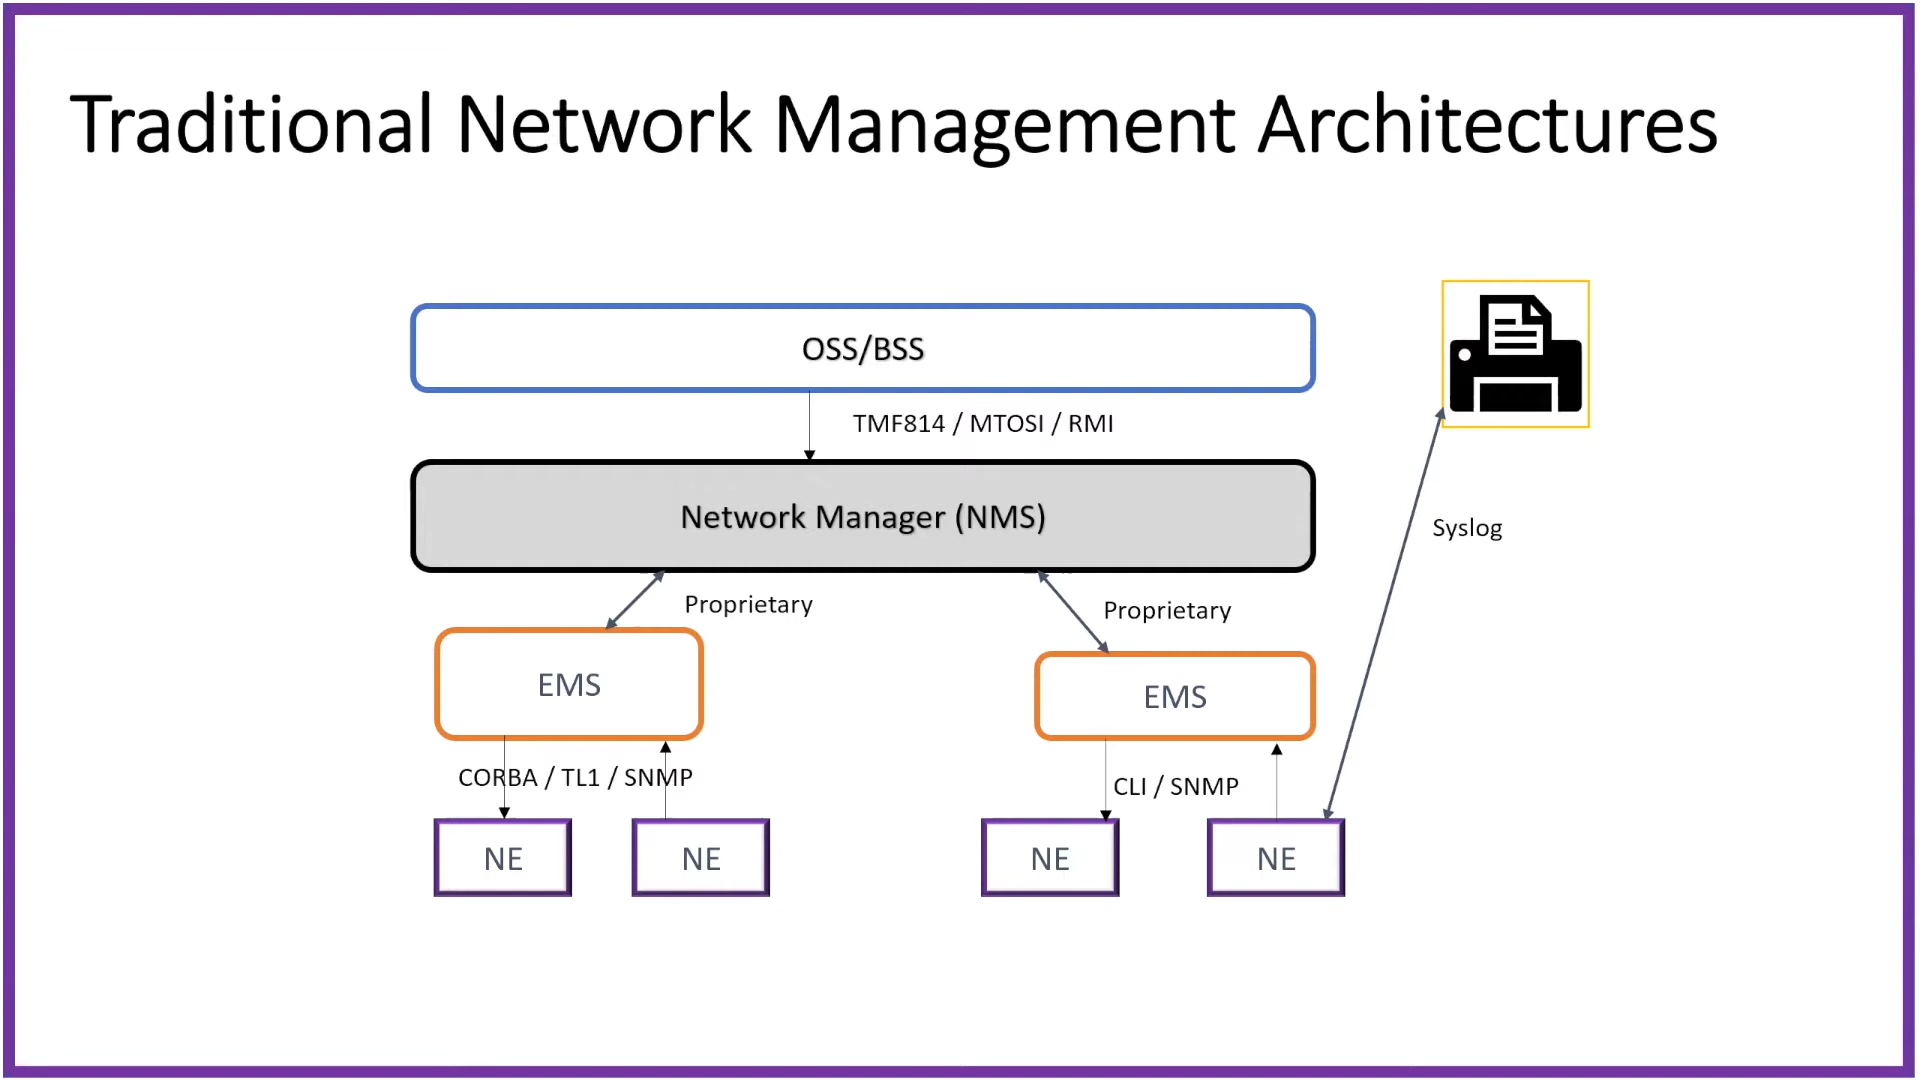 Traditional Network Management Architectures
OSS/BSS
TMF814 / MTOSI / RMI
Network Manager (NMS)
Syslog
Proprietary
Proprietary
EMS
EMS
CORBA / TL1 / SNMP
CLI / SNMP
NE
NE
NE
NE